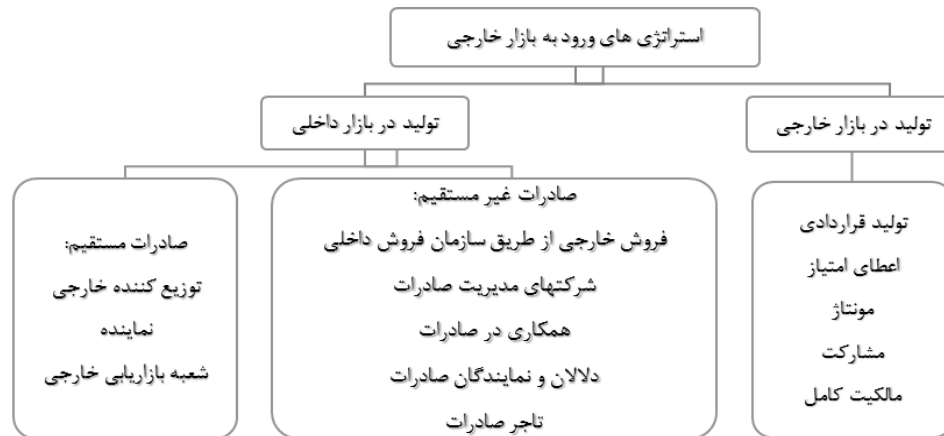 استراتژی های ورود به بازار خارجی
تولید در بازار خارجی
تولید در بازار داخلی
تولید قراردادی
اعطای امتیاز
مونتاژ
مشارکت
مالکیت کامل
صادرات غیر مستقیم:
فروش خارجی از طریق سازمان فروش داخلی
شرکتهای مدیریت صادرات
همکاری در صادرات
دلالان و نمایندگان صادرات
تاجر صادرات
صادرات مستقیم:
توزیع کننده خارجی
نماینده
شعبه بازاریابی خارجی